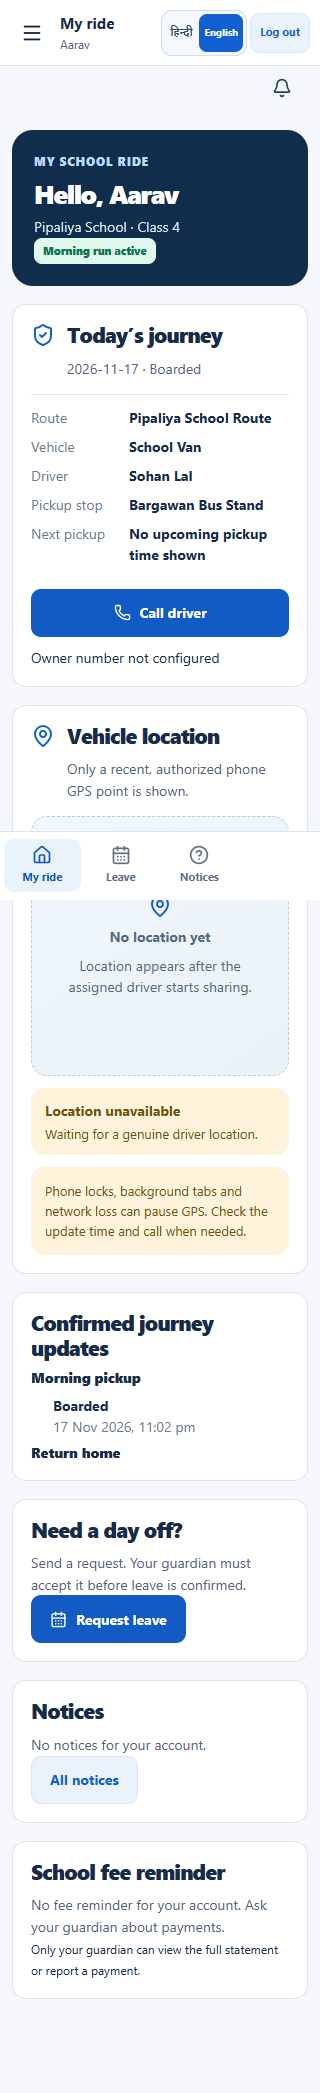 My ride
Aarav
हिन्दी
English
Log out
MY SCHOOL RIDE
Hello, Aarav
Pipaliya School · Class 4
Morning run active
Today's journey
2026-11-17 · Boarded
Route Pipaliya School Route
Vehicle School Van
Driver Sohan Lal
Pickup stop Bargawan Bus Stand
Next pickup No upcoming pickup
time shown
Call driver
Owner number not configured
Vehicle location
Only a recent, authorized phone
GPS point is shown.
My ride
Leave
Notices
No location yet
Location appears after the
assigned driver starts sharing.
Location unavailable
Waiting for a genuine driver location.
Phone locks, background tabs and
network loss can pause GPS. Check the
update time and call when needed.
Confirmed journey
updates
Morning pickup
Boarded
17 Nov 2026, 11:02 pm
Return home
Need a day off?
Send a request. Your guardian must
accept it before leave is confirmed.
Request leave
Notices
No notices for your account.
All notices
School fee reminder
No fee reminder for your account. Ask
your guardian about payments.
Only your guardian can view the full statement
or report a payment.